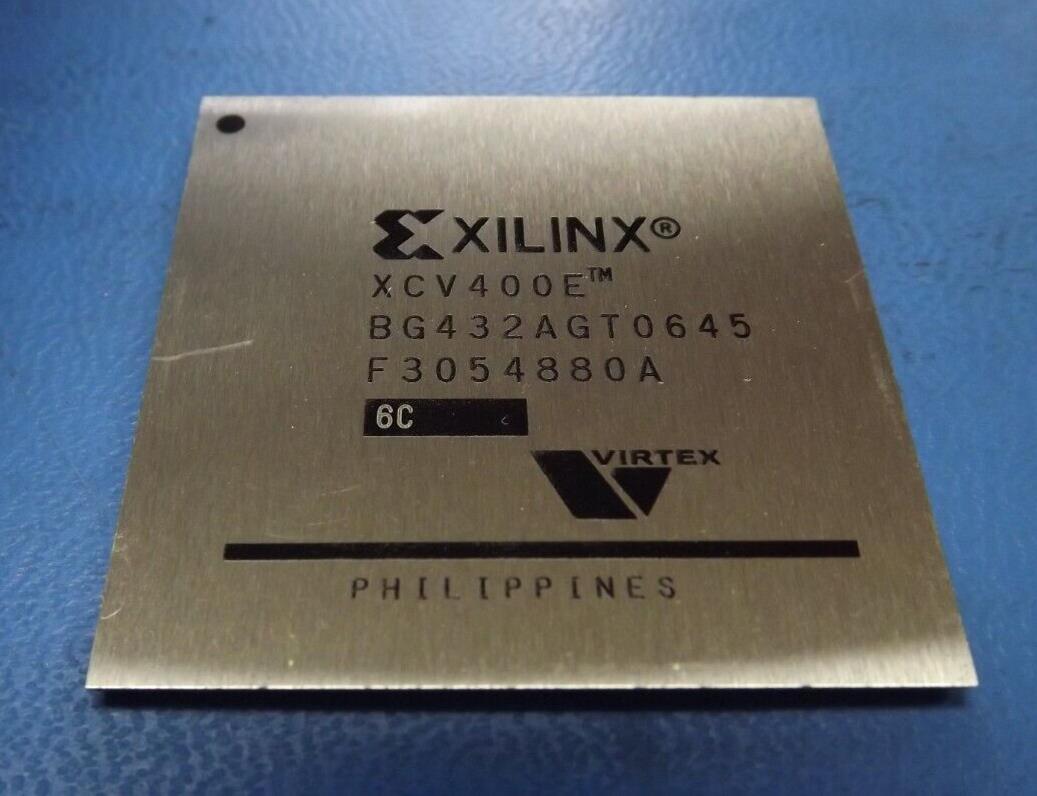 XILINX®
XCV400E™
BG432AGT0645
F3054880A
6C
VIRTEX
PHILIPPINES